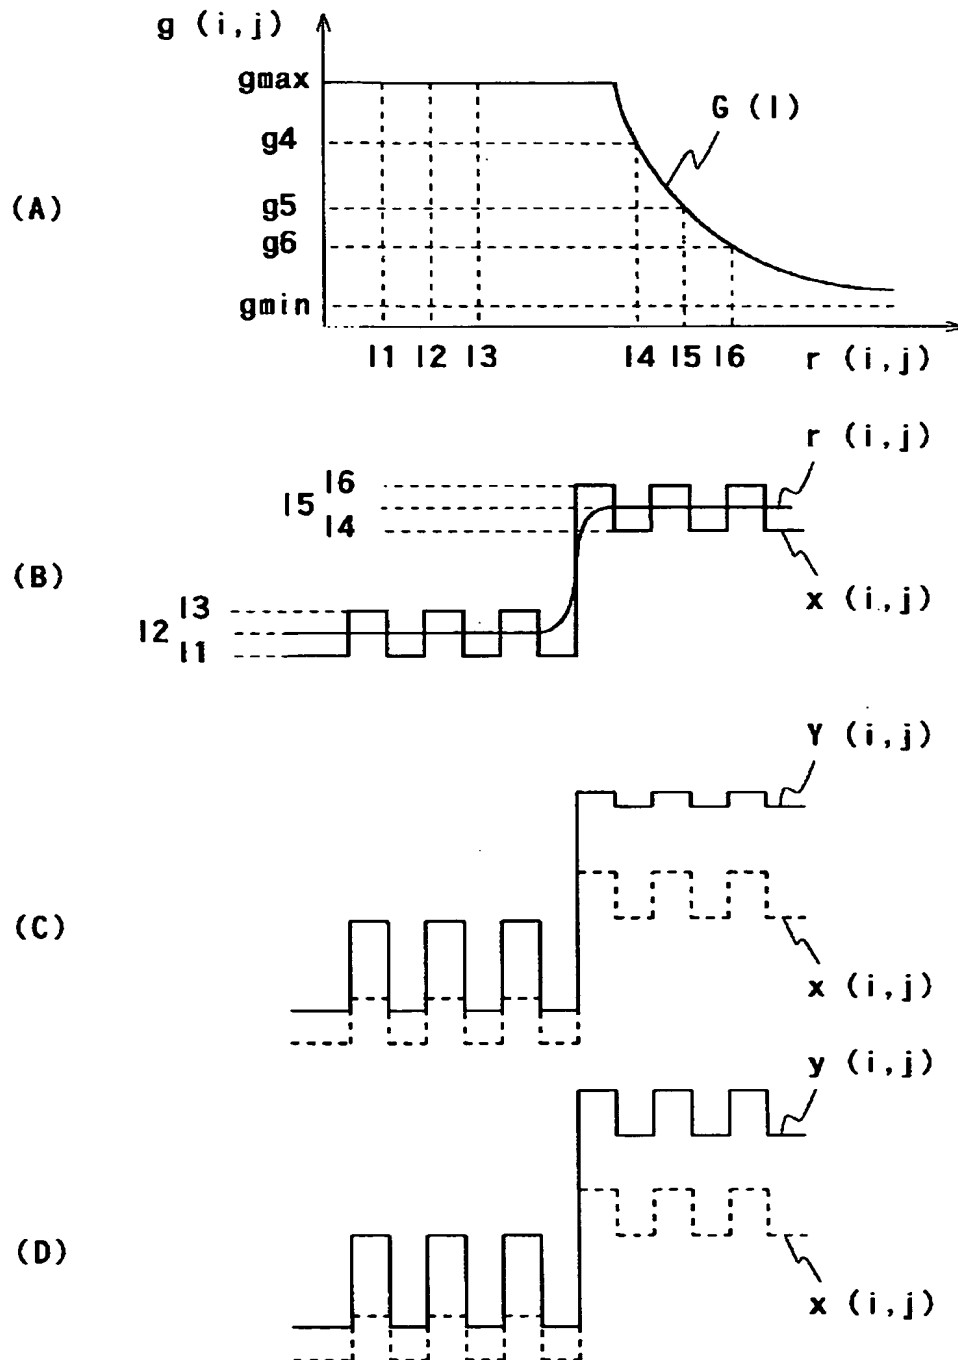 g (i,j)
gmax
G (l)
g4
(A)
g5
g6
gmin
l1 l2 l3 l4 l5 l6 r (i,j)
r (i,j)
l6
l5
l4
(B)
x (i,j)
l3
l2
l1
Y (i,j)
(C)
x (i,j)
y (i,j)
(D)
x (i,j)